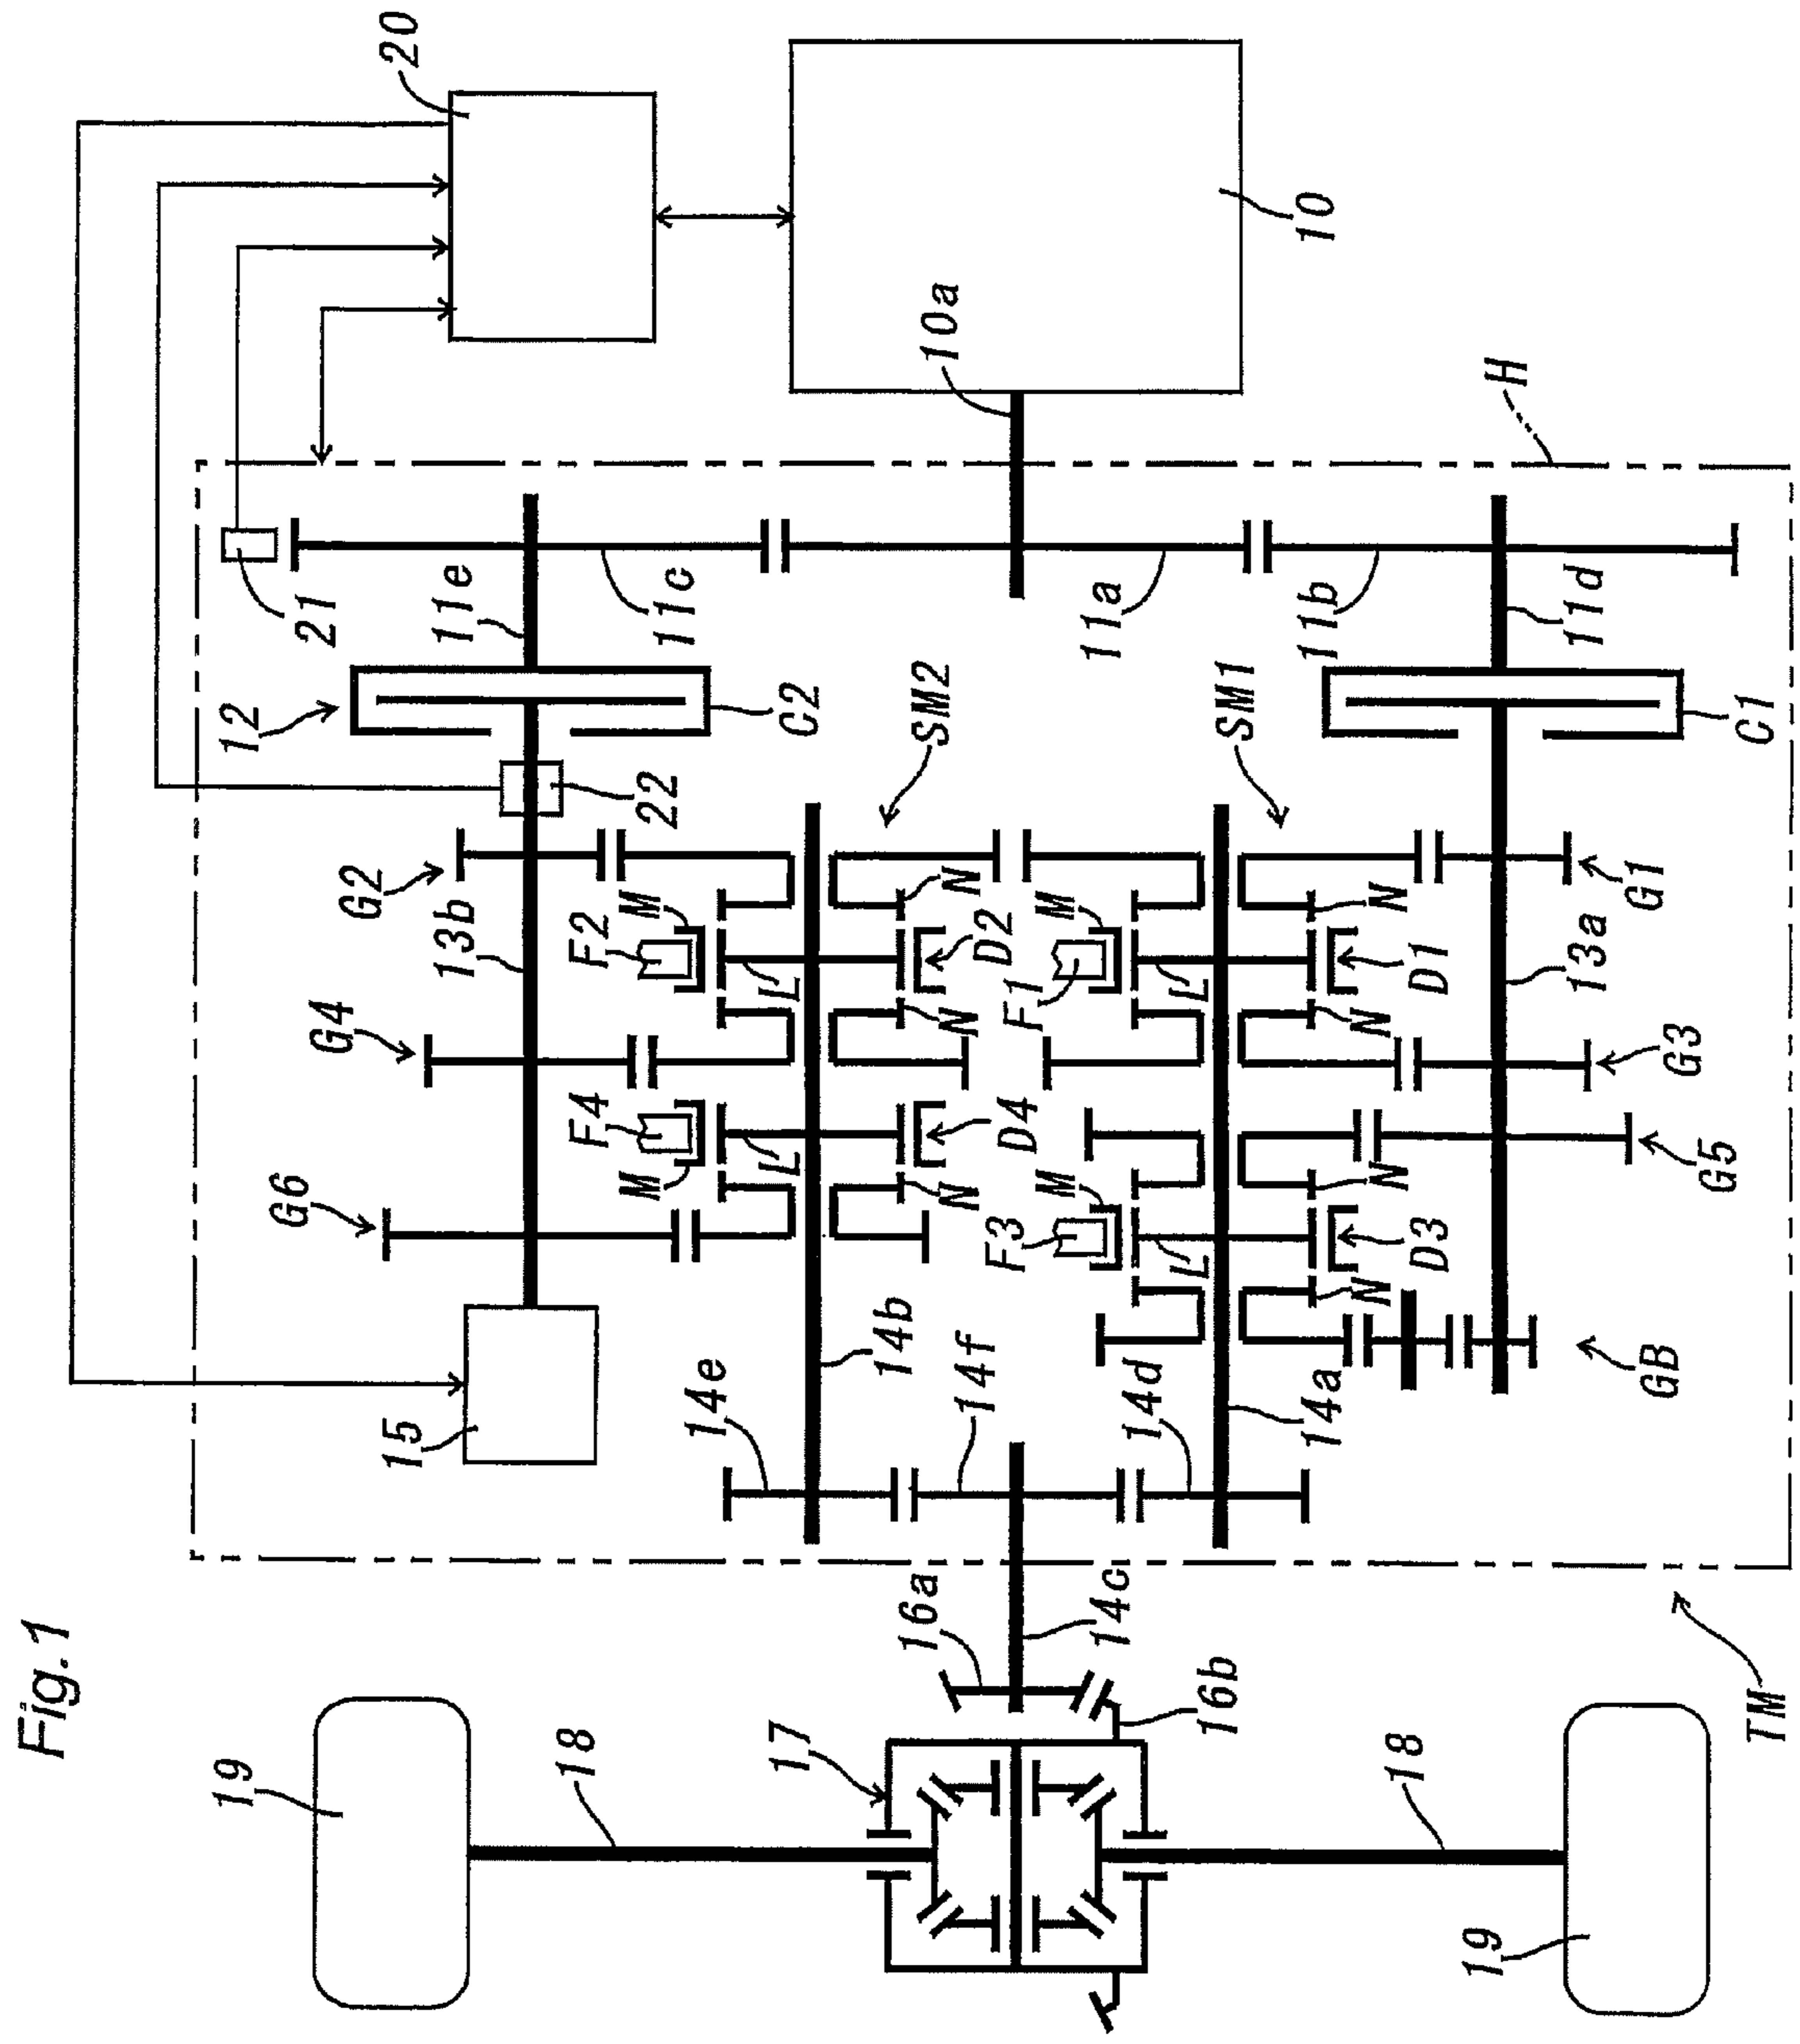 Fig.1
19
12
G6
21
G4
G2
15
20
13b
11e
18
F4
F2
M
M
22
11c
14e
L
L
17
C2
14b
16a
SM2
10a
N
N
N
14f
D2
F3
D4
F1
M
M
14c
11a
14d
L
L
16b
SM1
10
11b
14a
N
N
N
N
18
D3
D1
19
H
11d
13a
G1
GB
G3
G5
C1
TM